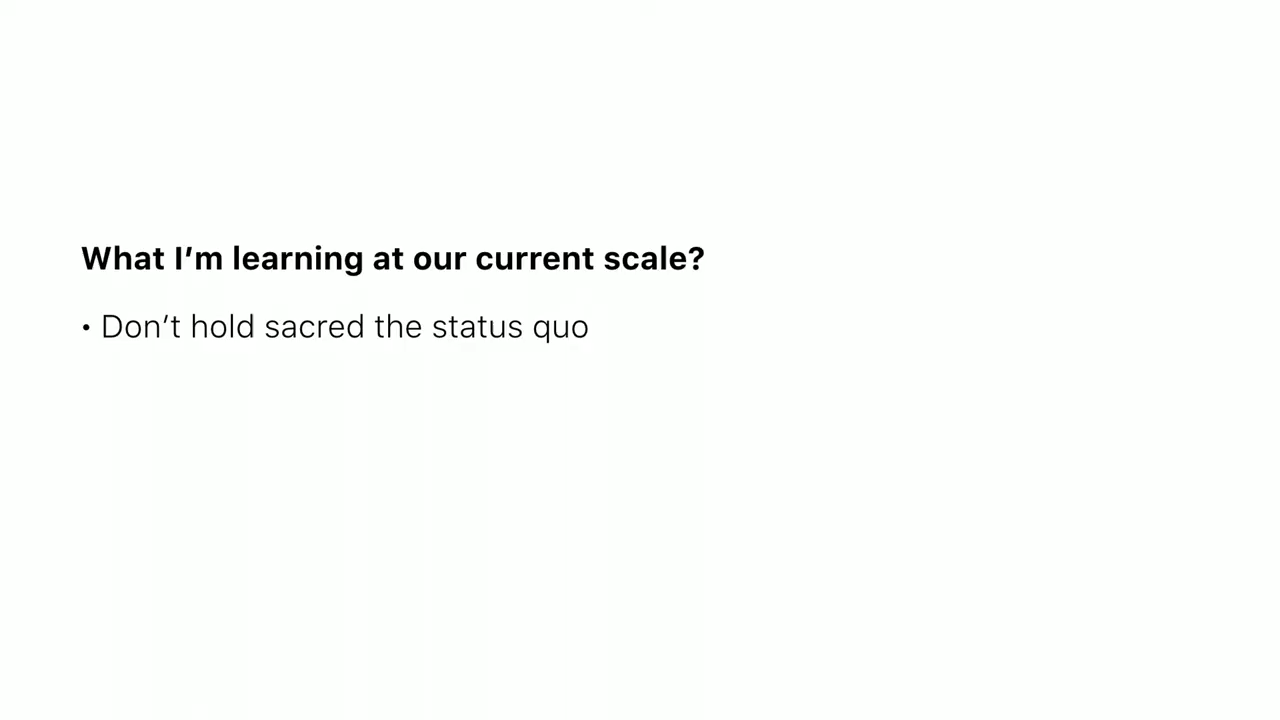 What I’m learning at our current scale?
• Don’t hold sacred the status quo